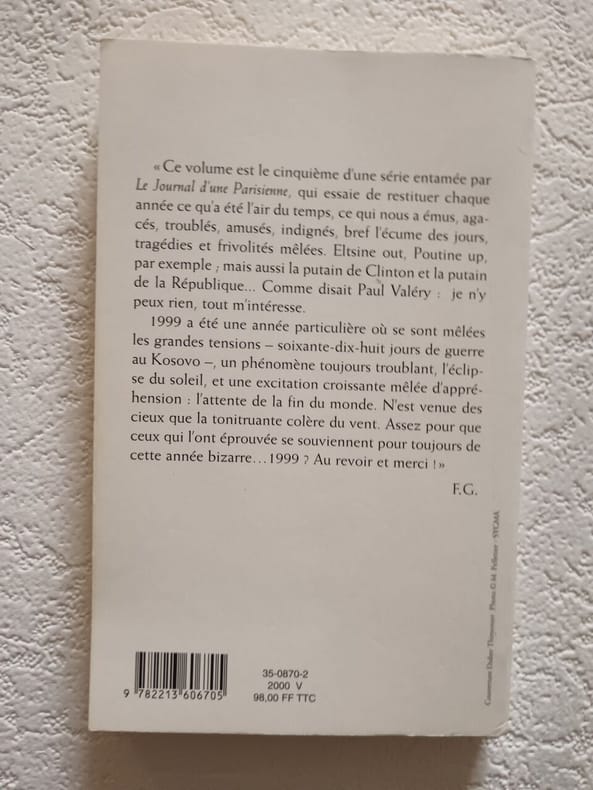 « Ce volume est le cinquième d'une série entamée par
Le Journal d'une Parisienne, qui essaie de restituer chaque
année ce qu'a été l'air du temps, ce qui nous a émus, aga-
cés, troublés, amusés, indignés, bref l'écume des jours,
tragédies et frivolités mêlées. Eltsine out, Poutine up,
par exemple ; mais aussi la putain de Clinton et la putain
de la République... Comme disait Paul Valéry : je n'y
peux rien, tout m'intéresse.
1999 a été une année particulière où se sont mêlées
les grandes tensions – soixante-dix-huit jours de guerre
au Kosovo –, un phénomène toujours troublant, l'éclip-
se du soleil, et une excitation croissante mêlée d'appré-
hension : l'attente de la fin du monde. N'est venue des
cieux que la tonitruante colère du vent. Assez pour que
ceux qui l'ont éprouvée se souviennent pour toujours de
cette année bizarre...1999 ? Au revoir et merci ! »
F.G.
Couverture Didier Thimonier Photo © M. Pelletier - SYGMA
9 782213 606705
35-0870-2
2000 V
98,00 FF TTC